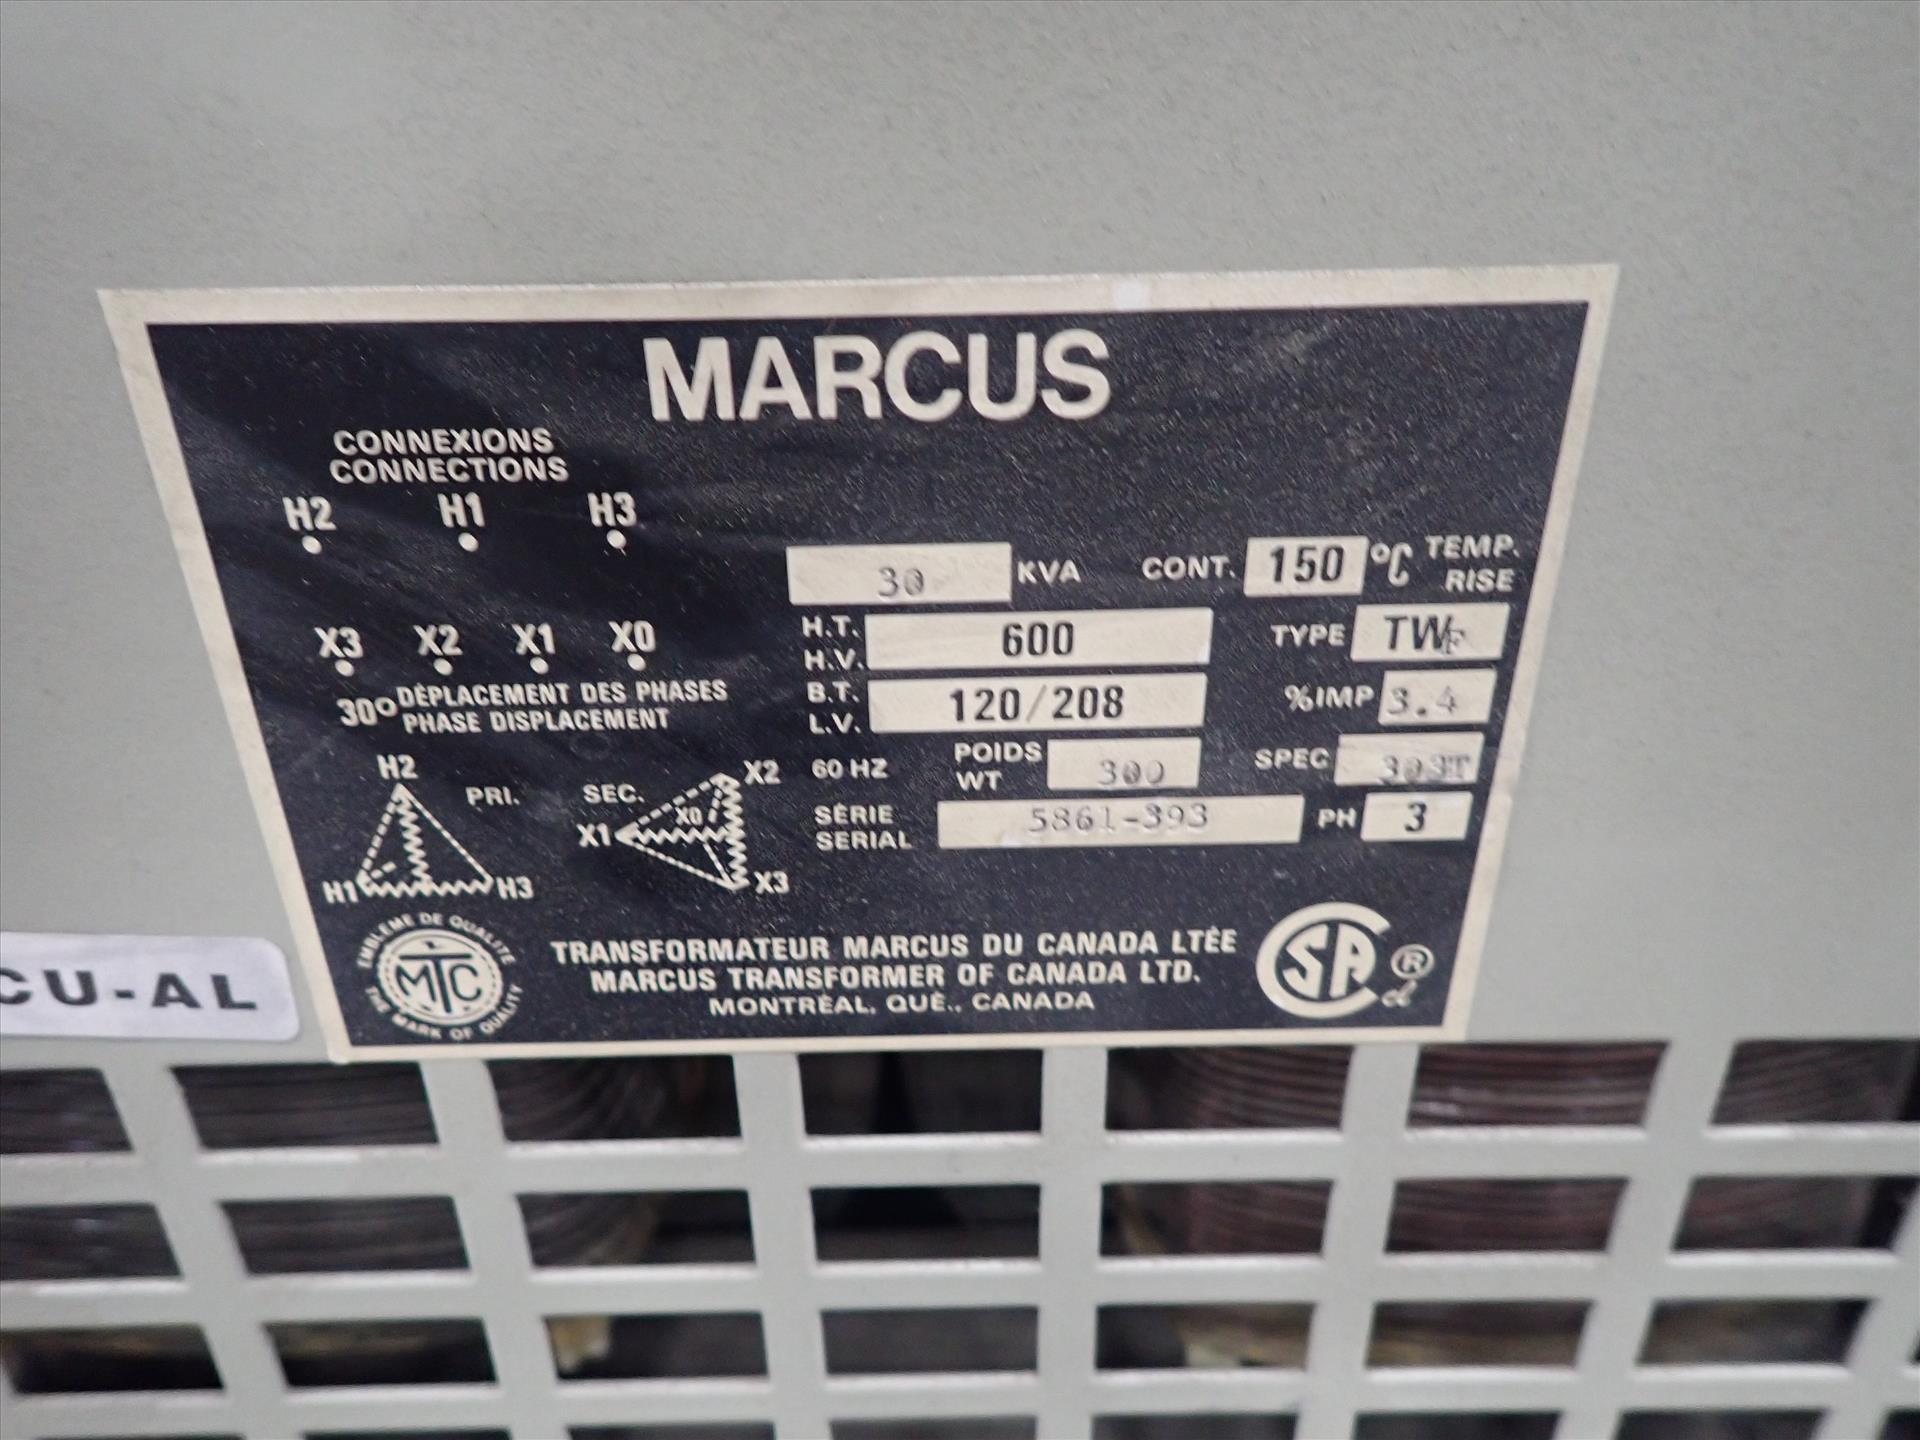 MARCUS
CONNEXIONS
CONNECTIONS
H2 H1 H3
X3 X2 X1 X0
30° DÉPLACEMENT DES PHASES
PHASE DISPLACEMENT
H2
PRI.
H1 H3
SEC.
X2
X1 X0
X3
30 KVA CONT. 150 °C TEMP. RISE
H.T.
H.V. 600 TYPE TWF
B.T.
L.V. 120/208 %IMP 3.4
60 HZ POIDS
WT 300 SPEC 303T
SÉRIE
SERIAL 5861-393 PH 3
EMBLEME DE QUALITE
MTC
THE MARK OF QUALITY
TRANSFORMATEUR MARCUS DU CANADA LTÉE
MARCUS TRANSFORMER OF CANADA LTD.
MONTRÉAL, QUÉ., CANADA
SA ®
CU-AL